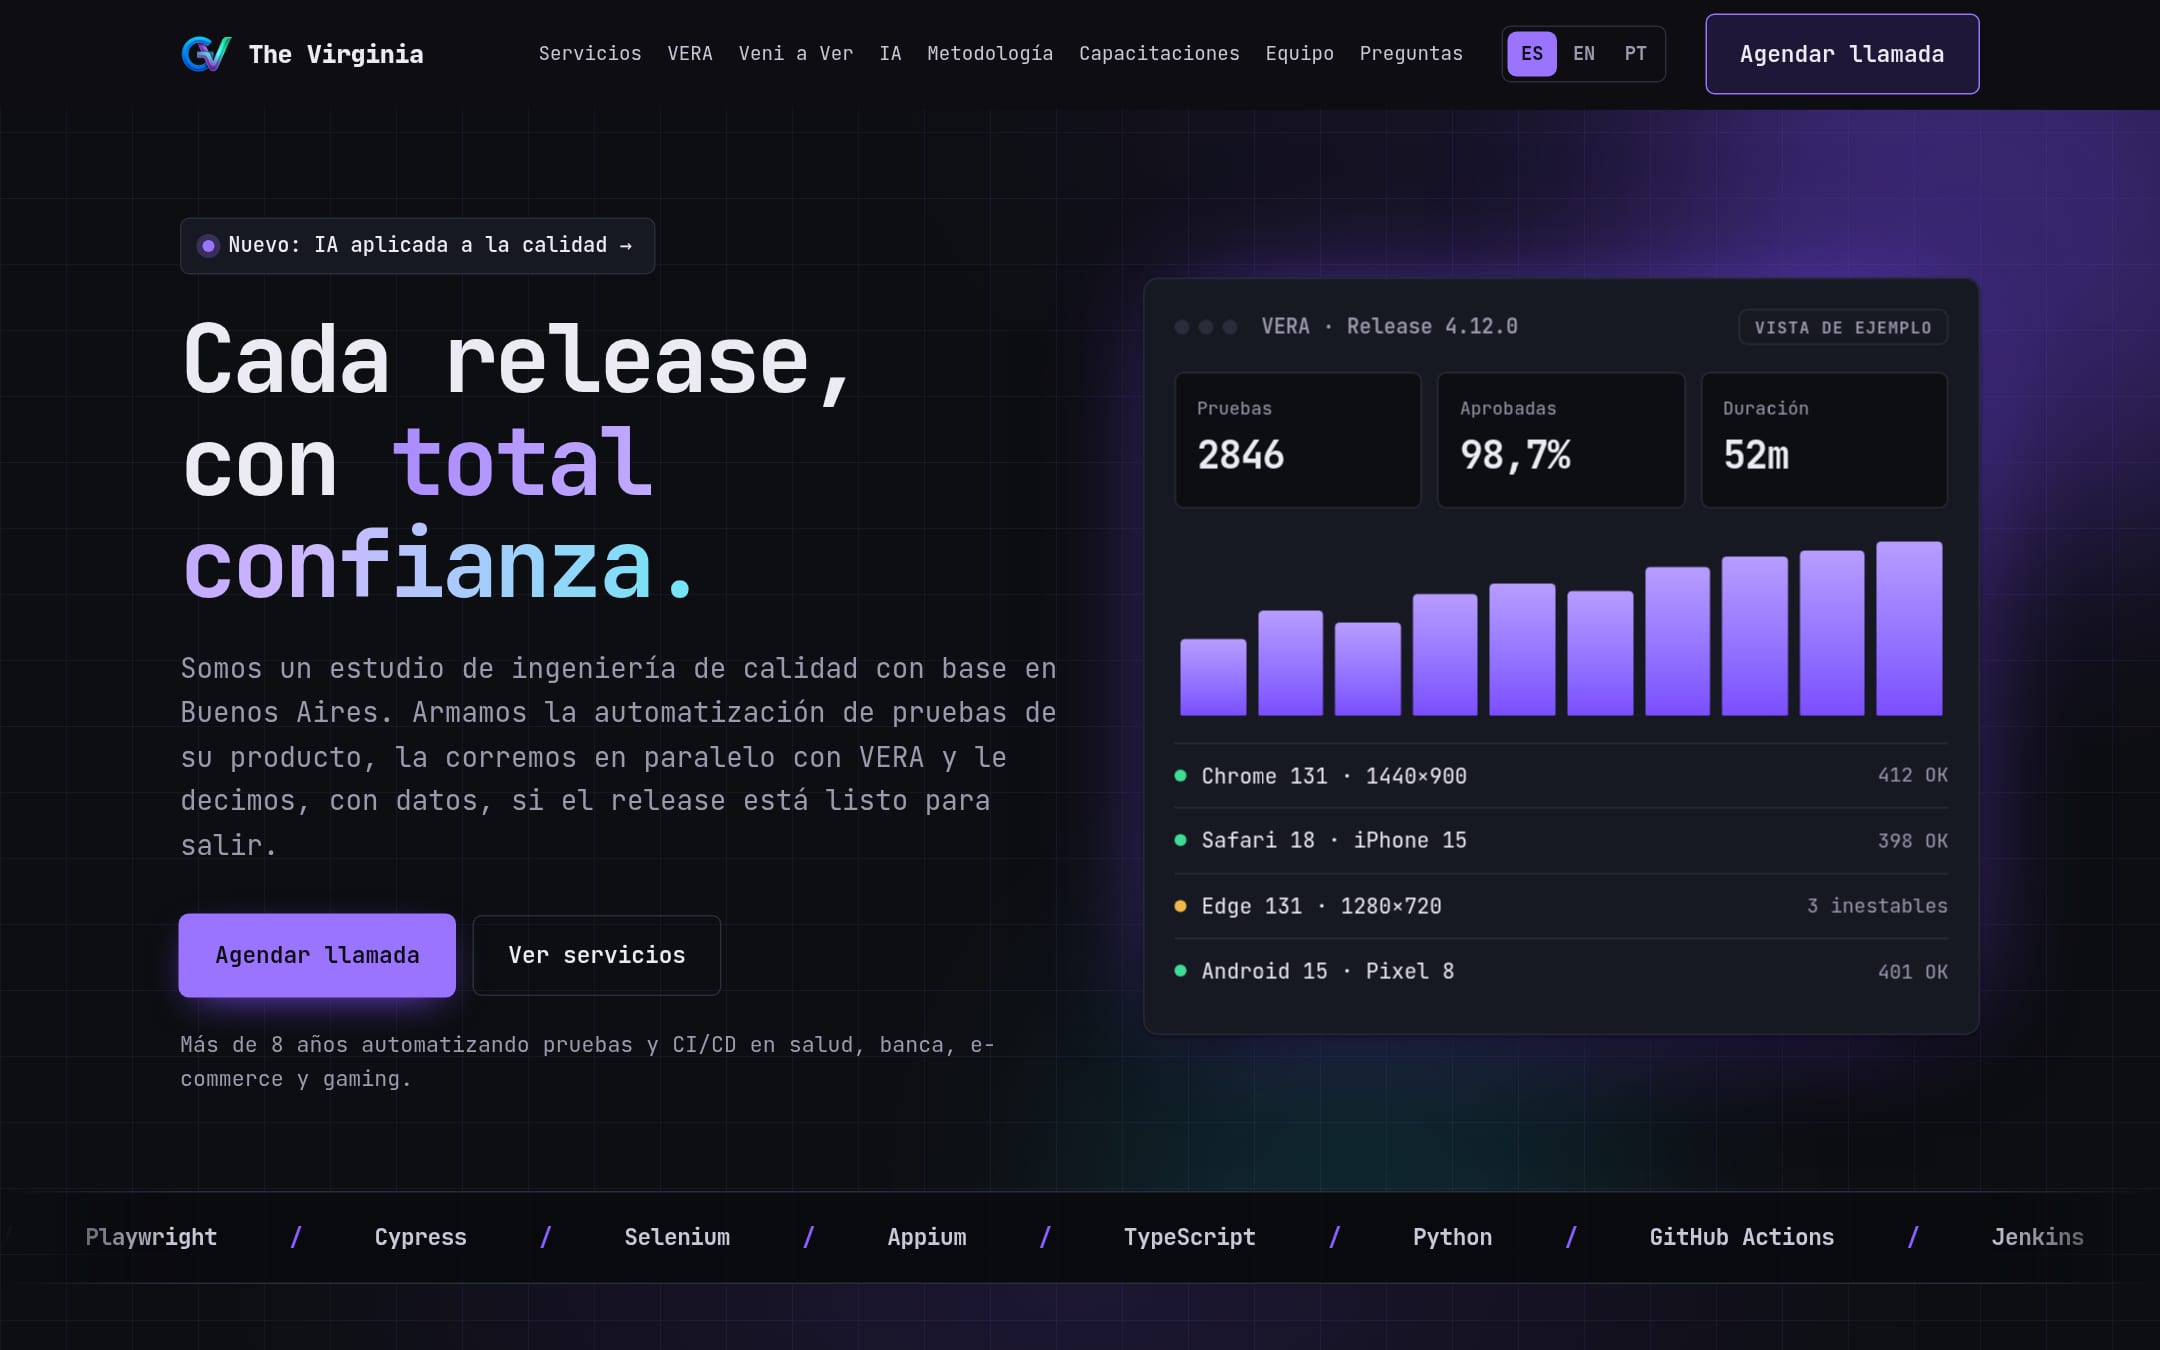 The Virginia
Servicios VERA Veni a Ver IA Metodología Capacitaciones Equipo Preguntas
ES EN PT
Agendar llamada
Nuevo: IA aplicada a la calidad →
Cada release,
con total
confianza.
Somos un estudio de ingeniería de calidad con base en
Buenos Aires. Armamos la automatización de pruebas de
su producto, la corremos en paralelo con VERA y le
decimos, con datos, si el release está listo para
salir.
Agendar llamada
Ver servicios
Más de 8 años automatizando pruebas y CI/CD en salud, banca, e-
commerce y gaming.
VERA · Release 4.12.0
VISTA DE EJEMPLO
Pruebas
2846
Aprobadas
98,7%
Duración
52m
Chrome 131 · 1440×900 412 OK
Safari 18 · iPhone 15 398 OK
Edge 131 · 1280×720 3 inestables
Android 15 · Pixel 8 401 OK
Playwright / Cypress / Selenium / Appium / TypeScript / Python / GitHub Actions / Jenkins